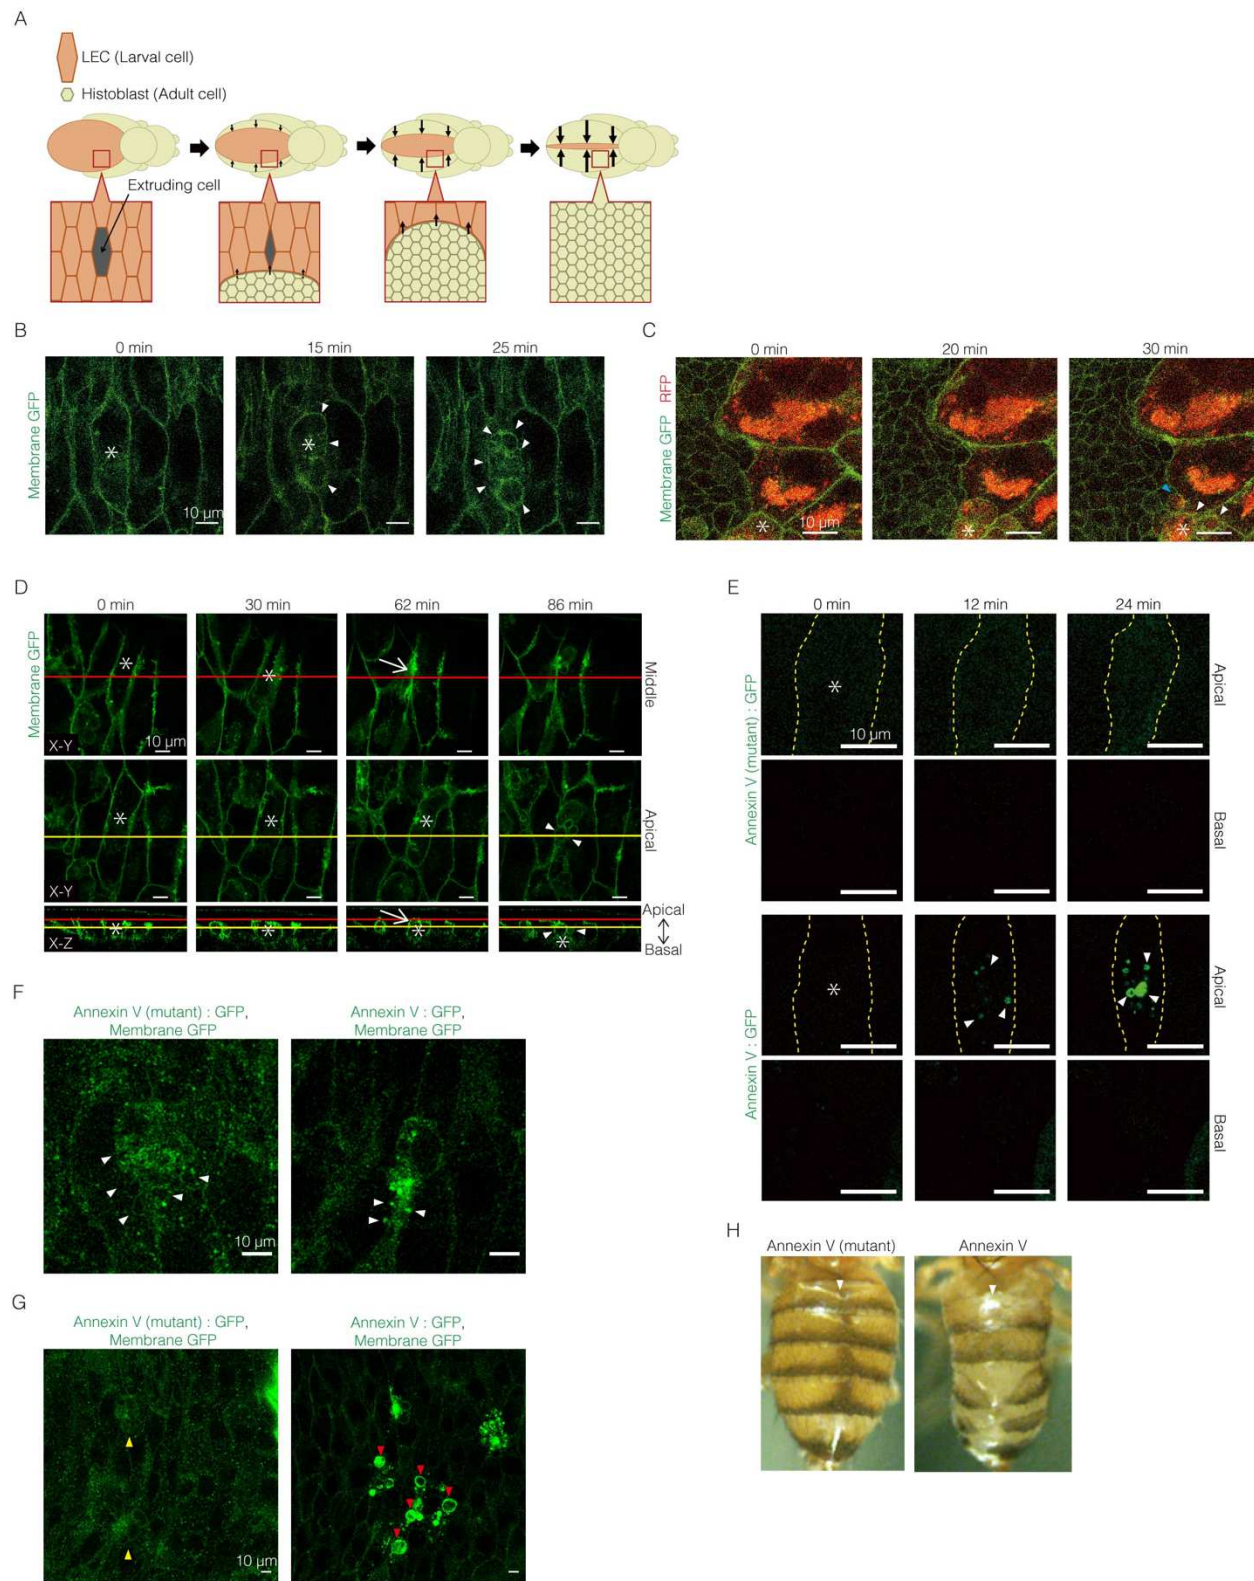 A
LEC (Larval cell)
Histoblast (Adult cell)
Extruding cell
B
0 min 15 min 25 min
Membrane GFP
10 µm
C
0 min 20 min 30 min
Membrane GFP RFP
10 µm
D
0 min 30 min 62 min 86 min
Membrane GFP
Middle
X-Y
10 µm
Apical
X-Y
X-Z
Apical
Basal
E
0 min 12 min 24 min
Annexin V (mutant) : GFP
10 µm
Apical
Basal
Annexin V : GFP
Apical
Basal
F
Annexin V (mutant) : GFP,
Membrane GFP
10 µm
Annexin V : GFP,
Membrane GFP
G
Annexin V (mutant) : GFP,
Membrane GFP
10 µm
Annexin V : GFP,
Membrane GFP
H
Annexin V (mutant) Annexin V